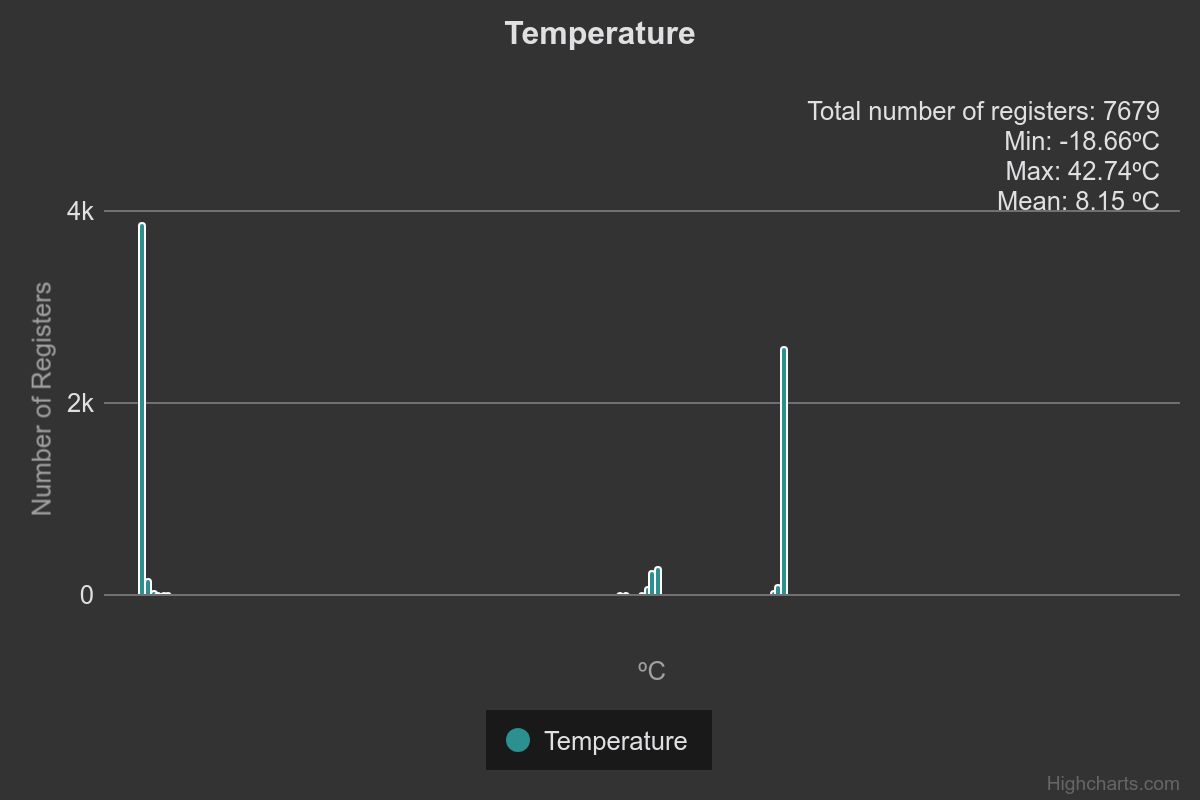 Temperature
Total number of registers: 7679
Min: -18.66ºC
Max: 42.74ºC
Mean: 8.15 ºC
4k
Number of Registers
2k
0
ºC
Temperature
Highcharts.com